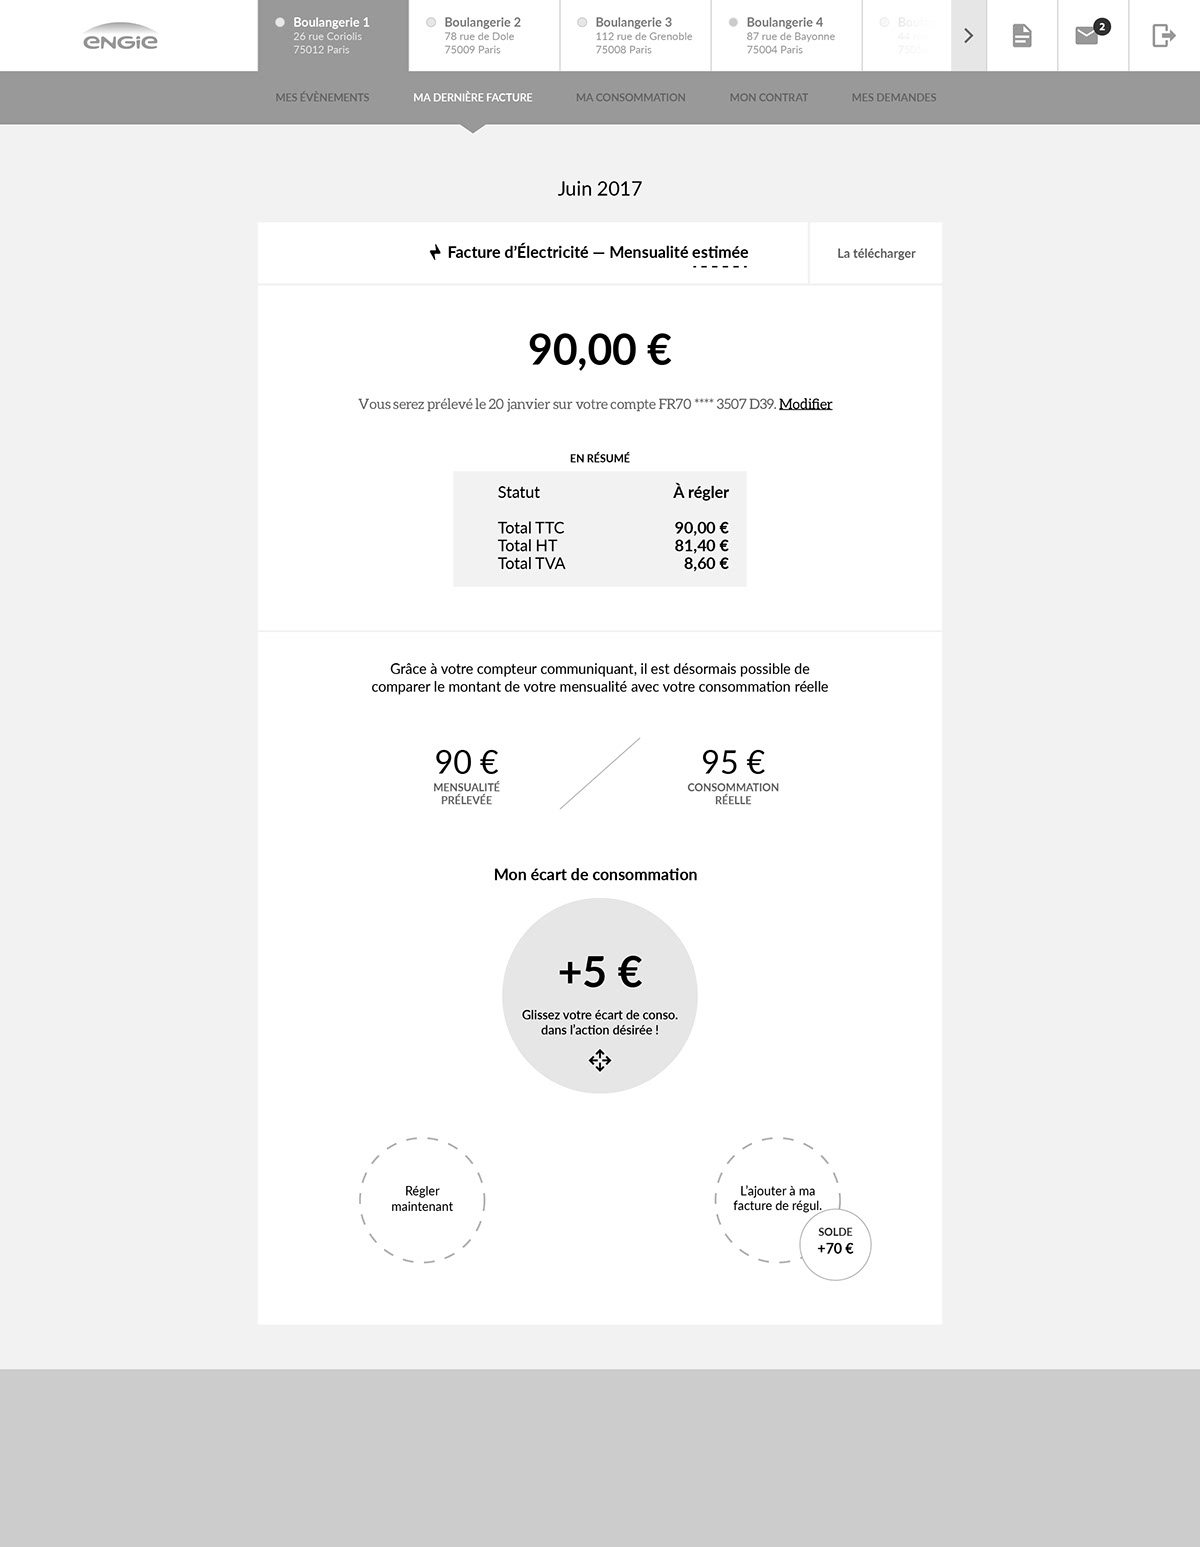 ENGIE
Boulangerie 1
26 rue Coriolis
75012 Paris
Boulangerie 2
78 rue de Dole
75009 Paris
Boulangerie 3
112 rue de Grenoble
75008 Paris
Boulangerie 4
87 rue de Bayonne
75004 Paris
2
MES ÉVÈNEMENTS
MA DERNIÈRE FACTURE
MA CONSOMMATION
MON CONTRAT
MES DEMANDES
Juin 2017
Facture d’Électricité — Mensualité estimée
La télécharger
90,00 €
Vous serez prélevé le 20 janvier sur votre compte FR70 **** 3507 D39. Modifier
EN RÉSUMÉ
Statut À régler
Total TTC 90,00 €
Total HT 81,40 €
Total TVA 8,60 €
Grâce à votre compteur communiquant, il est désormais possible de
comparer le montant de votre mensualité avec votre consommation réelle
90 €
MENSUALITÉ
PRÉLEVÉE
95 €
CONSOMMATION
RÉELLE
Mon écart de consommation
+5 €
Glissez votre écart de conso.
dans l’action désirée !
Régler
maintenant
L’ajouter à ma
facture de régul.
SOLDE
+70 €